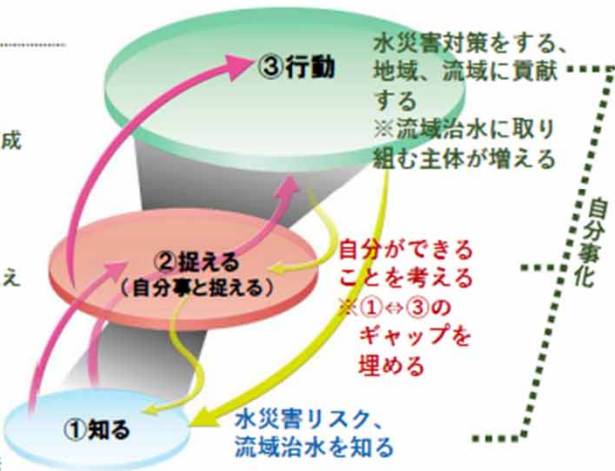 ③行動
水災害対策をする、
地域、流域に貢献
する
※流域治水に取り
組む主体が増える
成
②捉える
(自分事と捉える)
え
自分ができる
ことを考える
※①⇔③の
ギャップを
埋める
自分事化
①知る
水災害リスク、
流域治水を知る